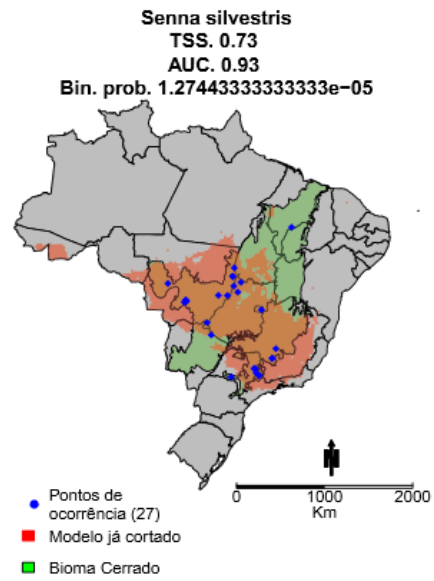 Senna silvestris
TSS. 0.73
AUC. 0.93
Bin. prob. 1.27443333333333e−05
N
Pontos de
ocorrência (27)
Modelo já cortado
Bioma Cerrado
0 1000 2000
Km